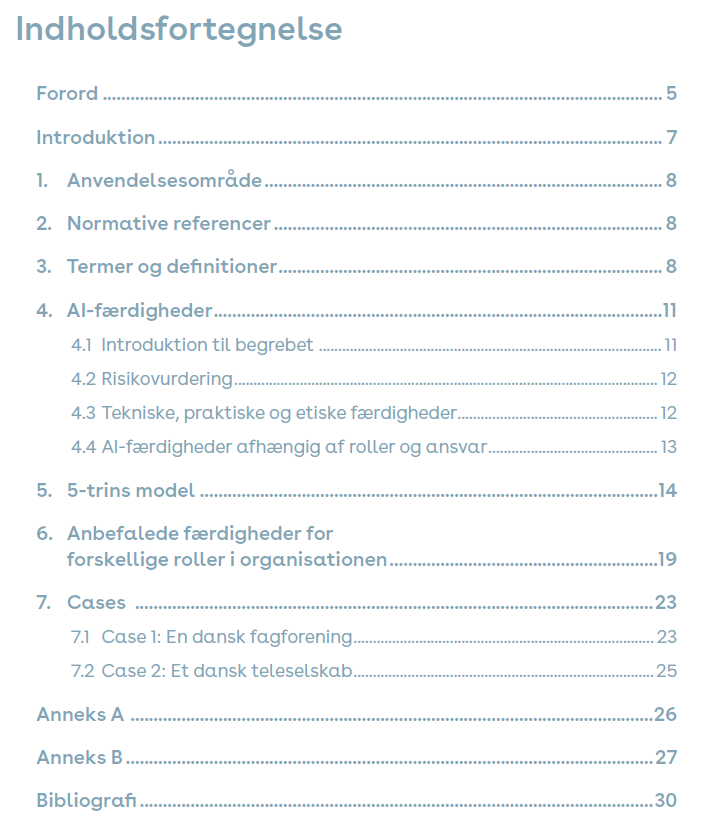 Indholdsfortegnelse
Forord ........................................ 5
Introduktion ........................................ 7
1. Anvendelsesområde ........................................ 8
2. Normative referencer ........................................ 8
3. Termer og definitioner ........................................ 8
4. AI-færdigheder ........................................ 11
4.1 Introduktion til begrebet ........................................ 11
4.2 Risikovurdering ........................................ 12
4.3 Tekniske, praktiske og etiske færdigheder ........................................ 12
4.4 AI-færdigheder afhængig af roller og ansvar ........................................ 13
5. 5-trins model ........................................ 14
6. Anbefalede færdigheder for
forskellige roller i organisationen ........................................ 19
7. Cases ........................................ 23
7.1 Case 1: En dansk fagforening ........................................ 23
7.2 Case 2: Et dansk teleselskab ........................................ 25
Anneks A ........................................ 26
Anneks B ........................................ 27
Bibliografi ........................................ 30